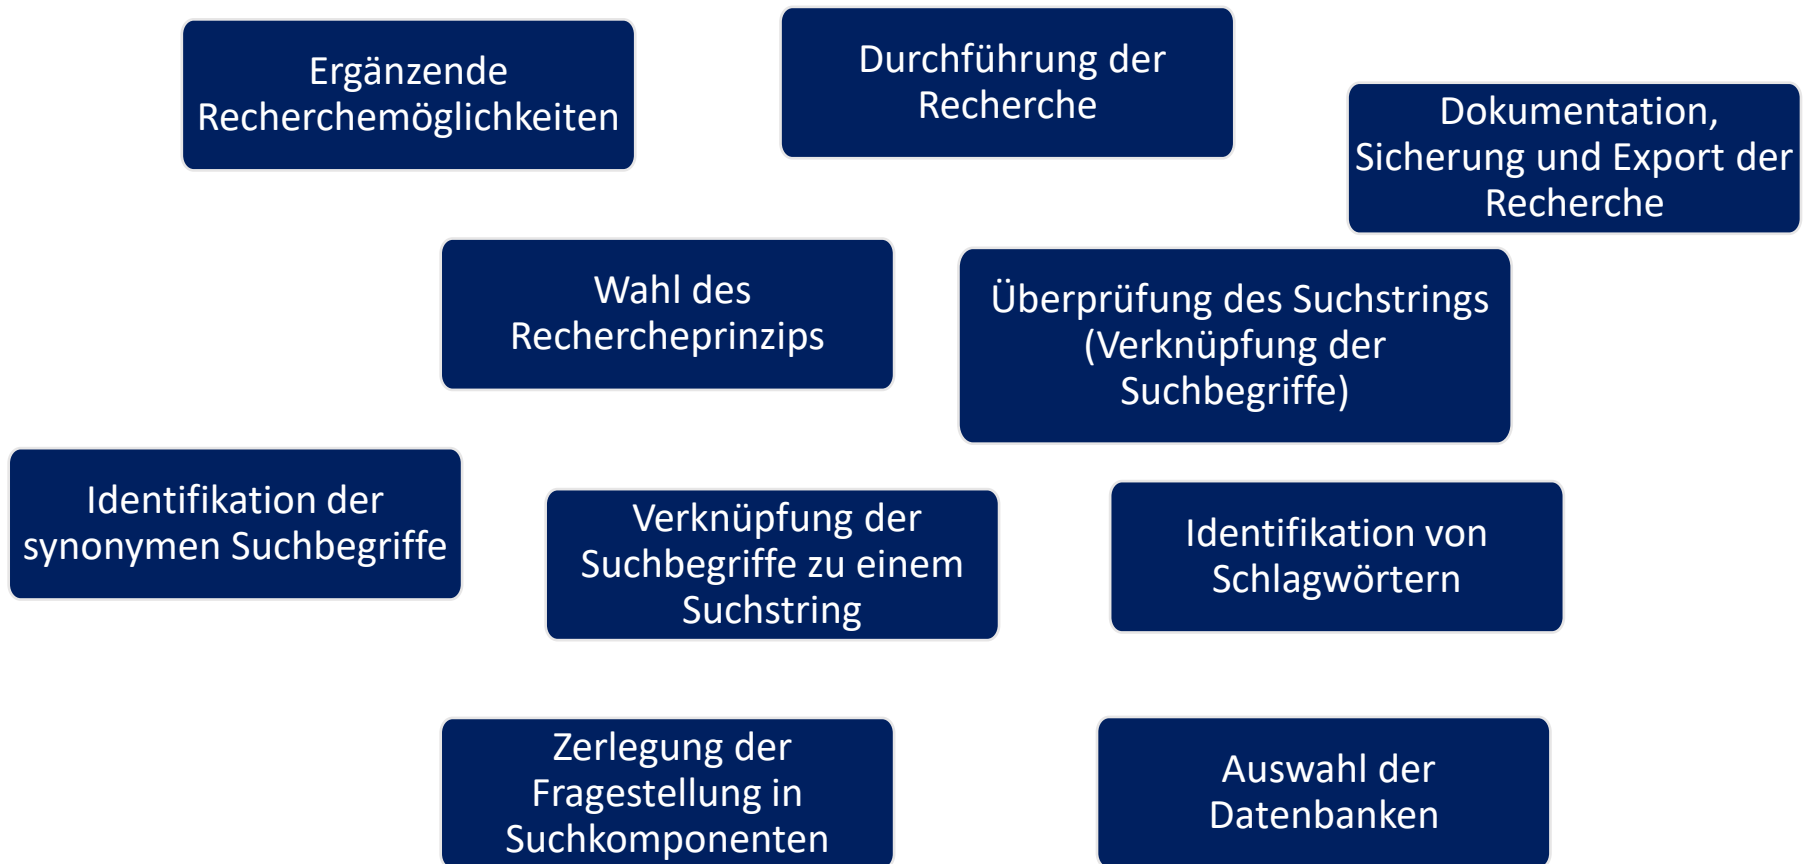 Ergänzende
Recherchemöglichkeiten
Durchführung der
Recherche
Dokumentation,
Sicherung und Export der
Recherche
Wahl des
Rechercheprinzips
Überprüfung des Suchstrings
(Verknüpfung der
Suchbegriffe)
Identifikation der
synonymen Suchbegriffe
Verknüpfung der
Suchbegriffe zu einem
Suchstring
Identifikation von
Schlagwörtern
Zerlegung der
Fragestellung in
Suchkomponenten
Auswahl der
Datenbanken